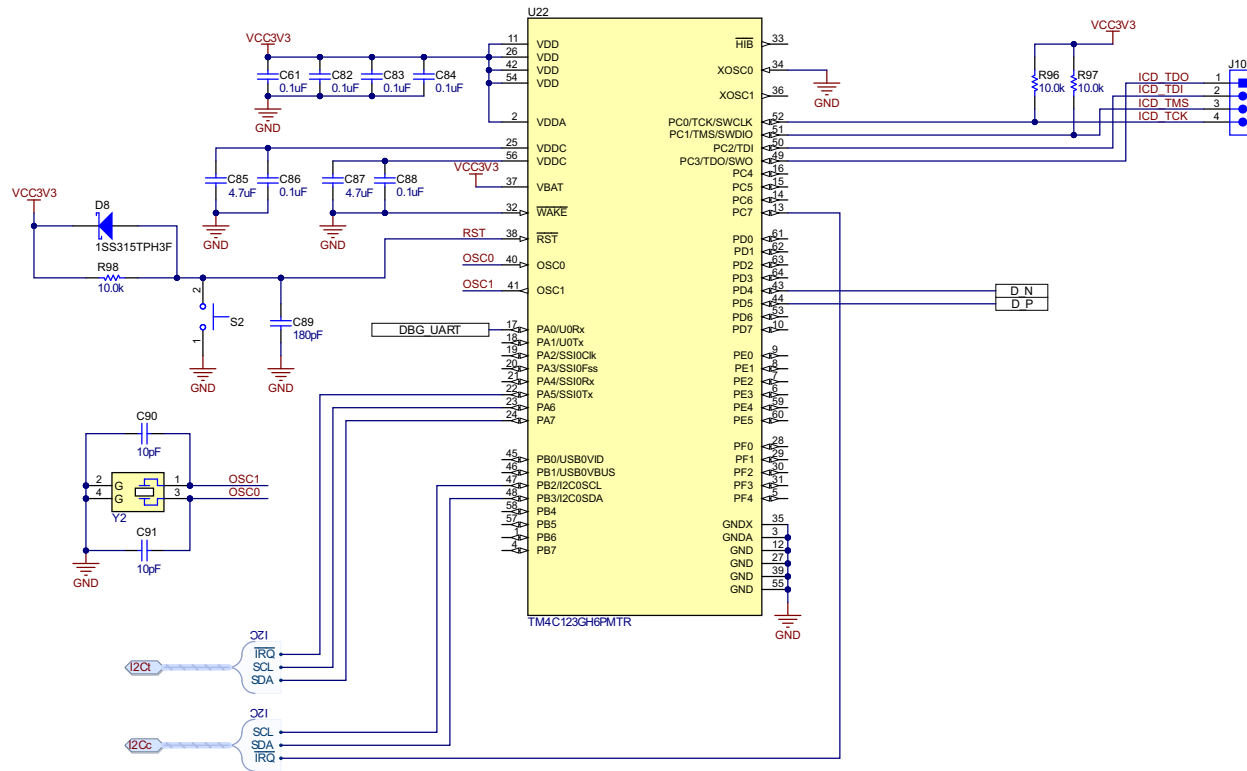 U22
VCC3V3
C61
0.1uF
C82
0.1uF
C83
0.1uF
C84
0.1uF
GND
11 VDD
26 VDD
42 VDD
54 VDD
2 VDDA
25 VDDC
56 VDDC
37 VBAT
32 WAKE
38 RST
40 OSC0
41 OSC1
17 PA0/U0Rx
18 PA1/U0Tx
19 PA2/SSI0Clk
20 PA3/SSI0Fss
21 PA4/SSI0Rx
22 PA5/SSI0Tx
23 PA6
24 PA7
45 PB0/USB0VID
46 PB1/USB0VBUS
47 PB2/I2C0SCL
48 PB3/I2C0SDA
58 PB4
57 PB5
1 PB6
4 PB7
HIB 33
XOSC0 34
XOSC1 36
PC0/TCK/SWCLK 52
PC1/TMS/SWDIO 51
PC2/TDI 50
PC3/TDO/SWO 49
PC4 16
PC5 15
PC6 14
PC7 13
PD0 61
PD1 62
PD2 63
PD3 64
PD4 43
PD5 44
PD6 53
PD7 10
PE0 9
PE1 8
PE2 7
PE3 6
PE4 59
PE5 60
PF0 28
PF1 29
PF2 30
PF3 31
PF4 5
GNDX 35
GNDA 3
GND 12
GND 27
GND 39
GND 55
TM4C123GH6PMTR
GND
GND
VCC3V3
R96
10.0k
R97
10.0k
J10
ICD_TDO 1
ICD_TDI 2
ICD_TMS 3
ICD_TCK 4
D_N
D_P
C85
4.7uF
C86
0.1uF
GND
C87
4.7uF
C88
0.1uF
GND
VCC3V3
VCC3V3
D8
1SS315TPH3F
R98
10.0k
RST
OSC0
OSC1
2
S2
1
GND
C89
180pF
GND
DBG_UART
C90
10pF
2 G 1 OSC1
4 G 3 OSC0
Y2
C91
10pF
GND
I2C
I2Ct
IRQ
SCL
SDA
I2C
I2Cc
SCL
SDA
IRQ